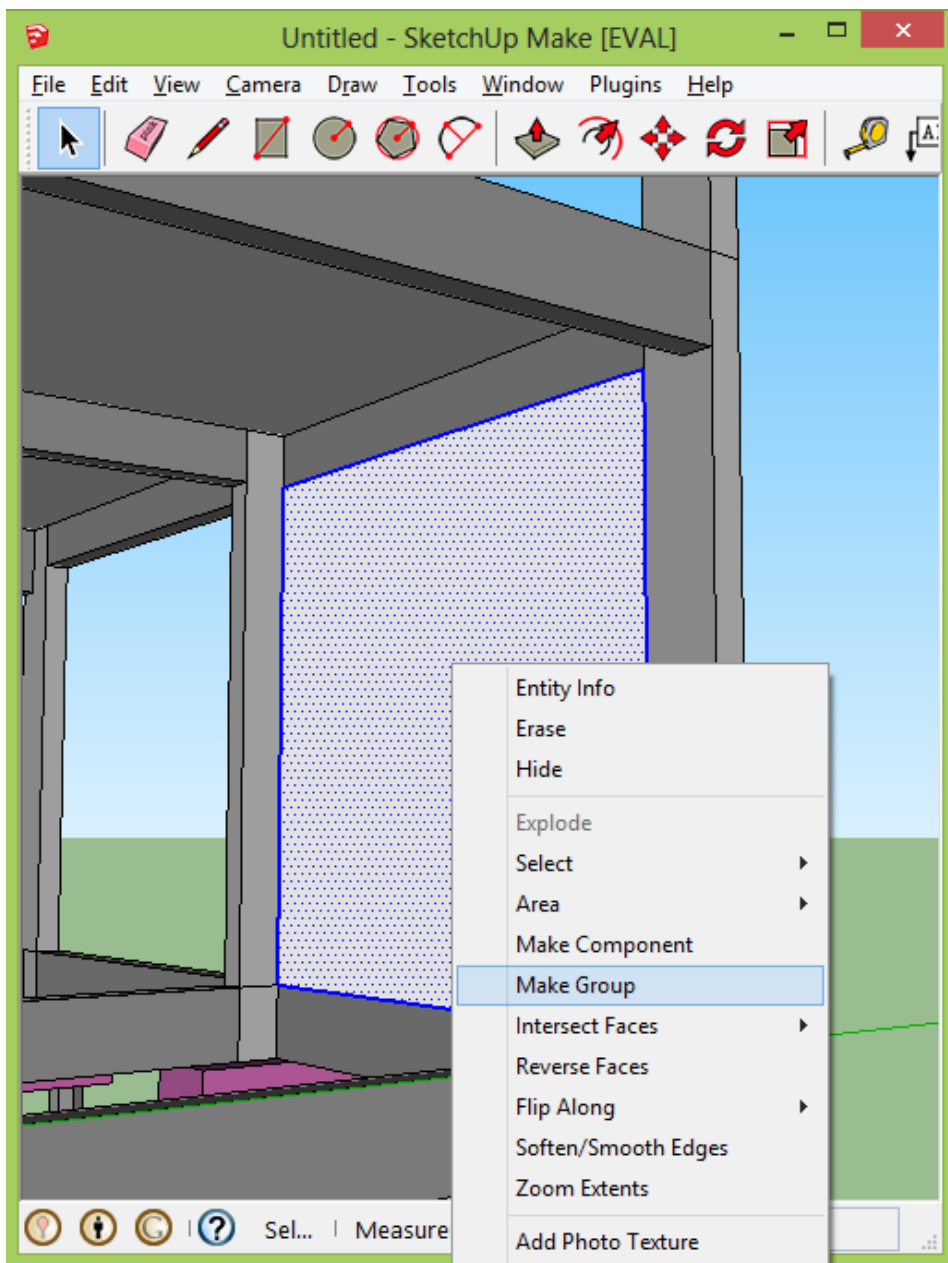 Untitled - SketchUp Make [EVAL]
File Edit View Camera Draw Tools Window Plugins Help
Entity Info
Erase
Hide
Explode
Select
Area
Make Component
Make Group
Intersect Faces
Reverse Faces
Flip Along
Soften/Smooth Edges
Zoom Extents
Sel... Measure
Add Photo Texture